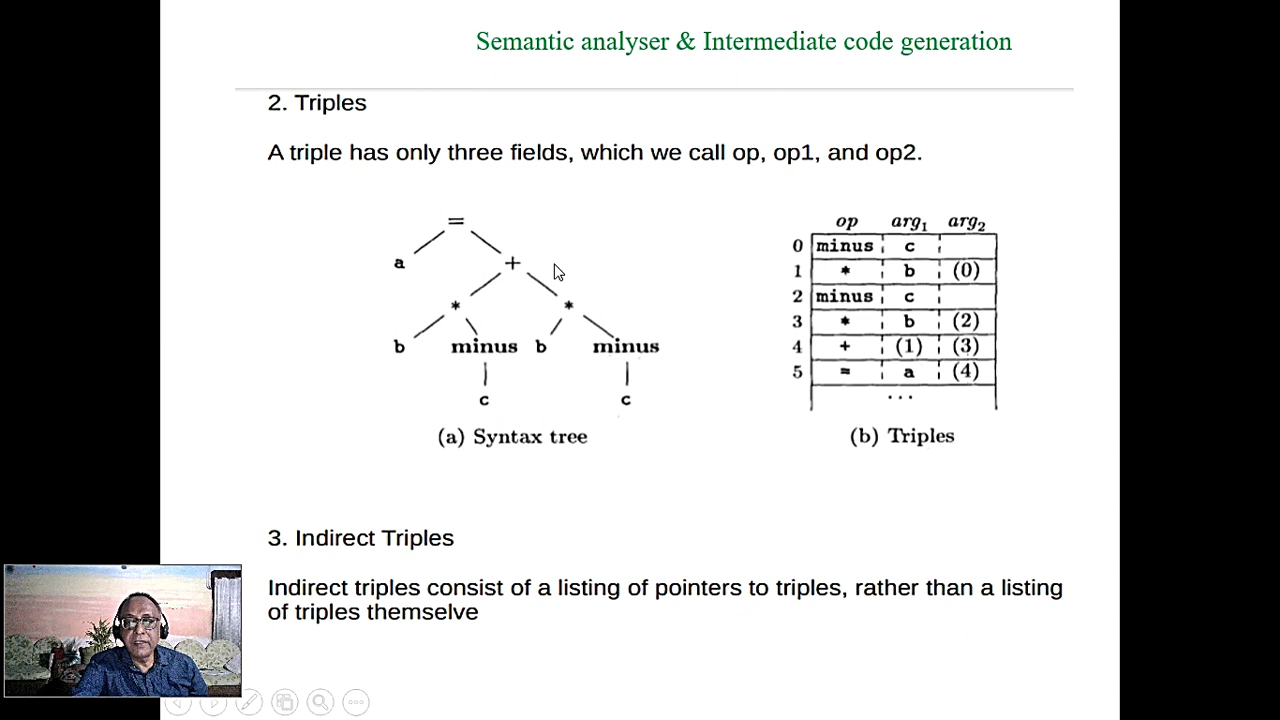 Semantic analyser & Intermediate code generation
2. Triples
A triple has only three fields, which we call op, op1, and op2.
=
a +
* *
b minus b minus
c c
(a) Syntax tree
op arg1 arg2
0 minus c
1 * b (0)
2 minus c
3 * b (2)
4 + (1) (3)
5 = a (4)
...
(b) Triples
3. Indirect Triples
Indirect triples consist of a listing of pointers to triples, rather than a listing
of triples themselve